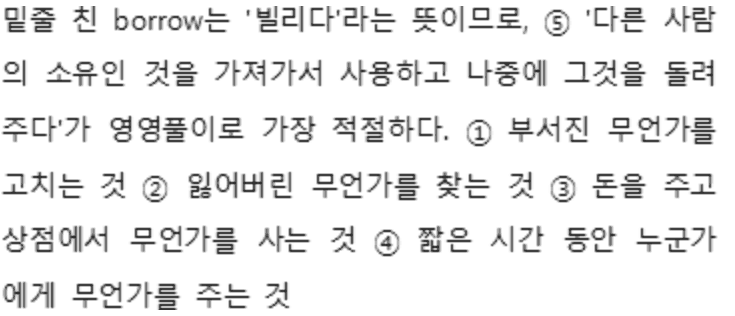 밑줄 친 borrow는 '빌리다'라는 뜻이므로, ⑤ '다른 사람
의 소유인 것을 가져가서 사용하고 나중에 그것을 돌려
주다'가 영영풀이로 가장 적절하다. ① 부서진 무언가를
고치는 것 ② 잃어버린 무언가를 찾는 것 ③ 돈을 주고
상점에서 무언가를 사는 것 ④ 짧은 시간 동안 누군가
에게 무언가를 주는 것